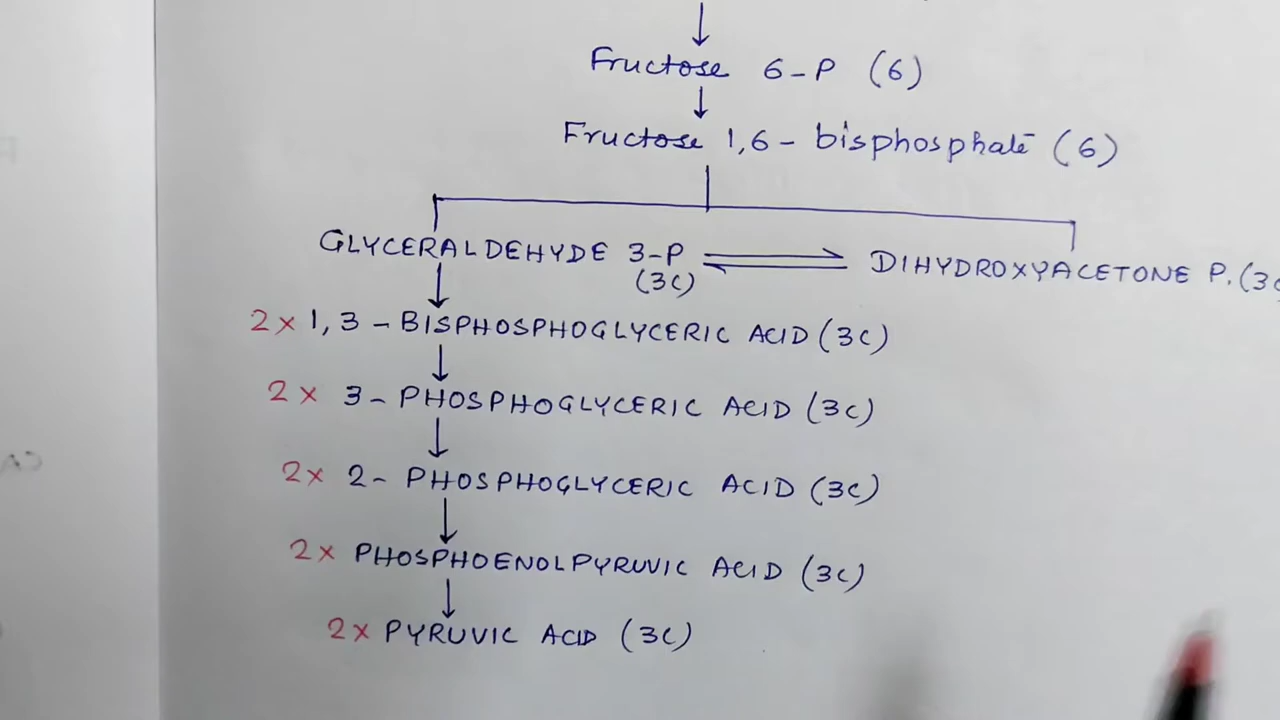 Fructose 6-P (6)
Fructose 1,6-bisphosphate (6)
GLYCERALDEHYDE 3-P
(3C)
DIHYDROXYACETONE P. (3C
2x 1,3-BISPHOSPHOGLYCERIC ACID (3C)
2x 3-PHOSPHOGLYCERIC ACID (3C)
2x 2-PHOSPHOGLYCERIC ACID (3C)
2x PHOSPHOENOLPYRUVIC ACID (3C)
2x PYRUVIC ACID (3C)